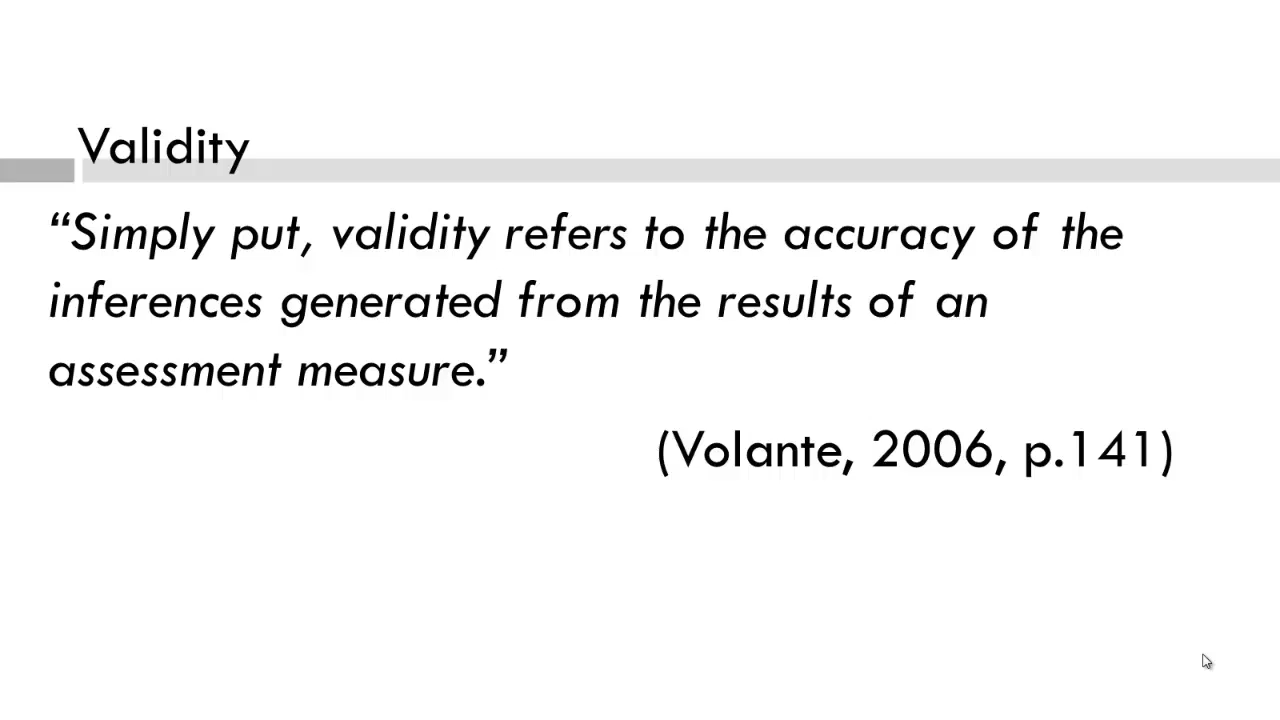 Validity
“Simply put, validity refers to the accuracy of the
inferences generated from the results of an
assessment measure.”
(Volante, 2006, p.141)